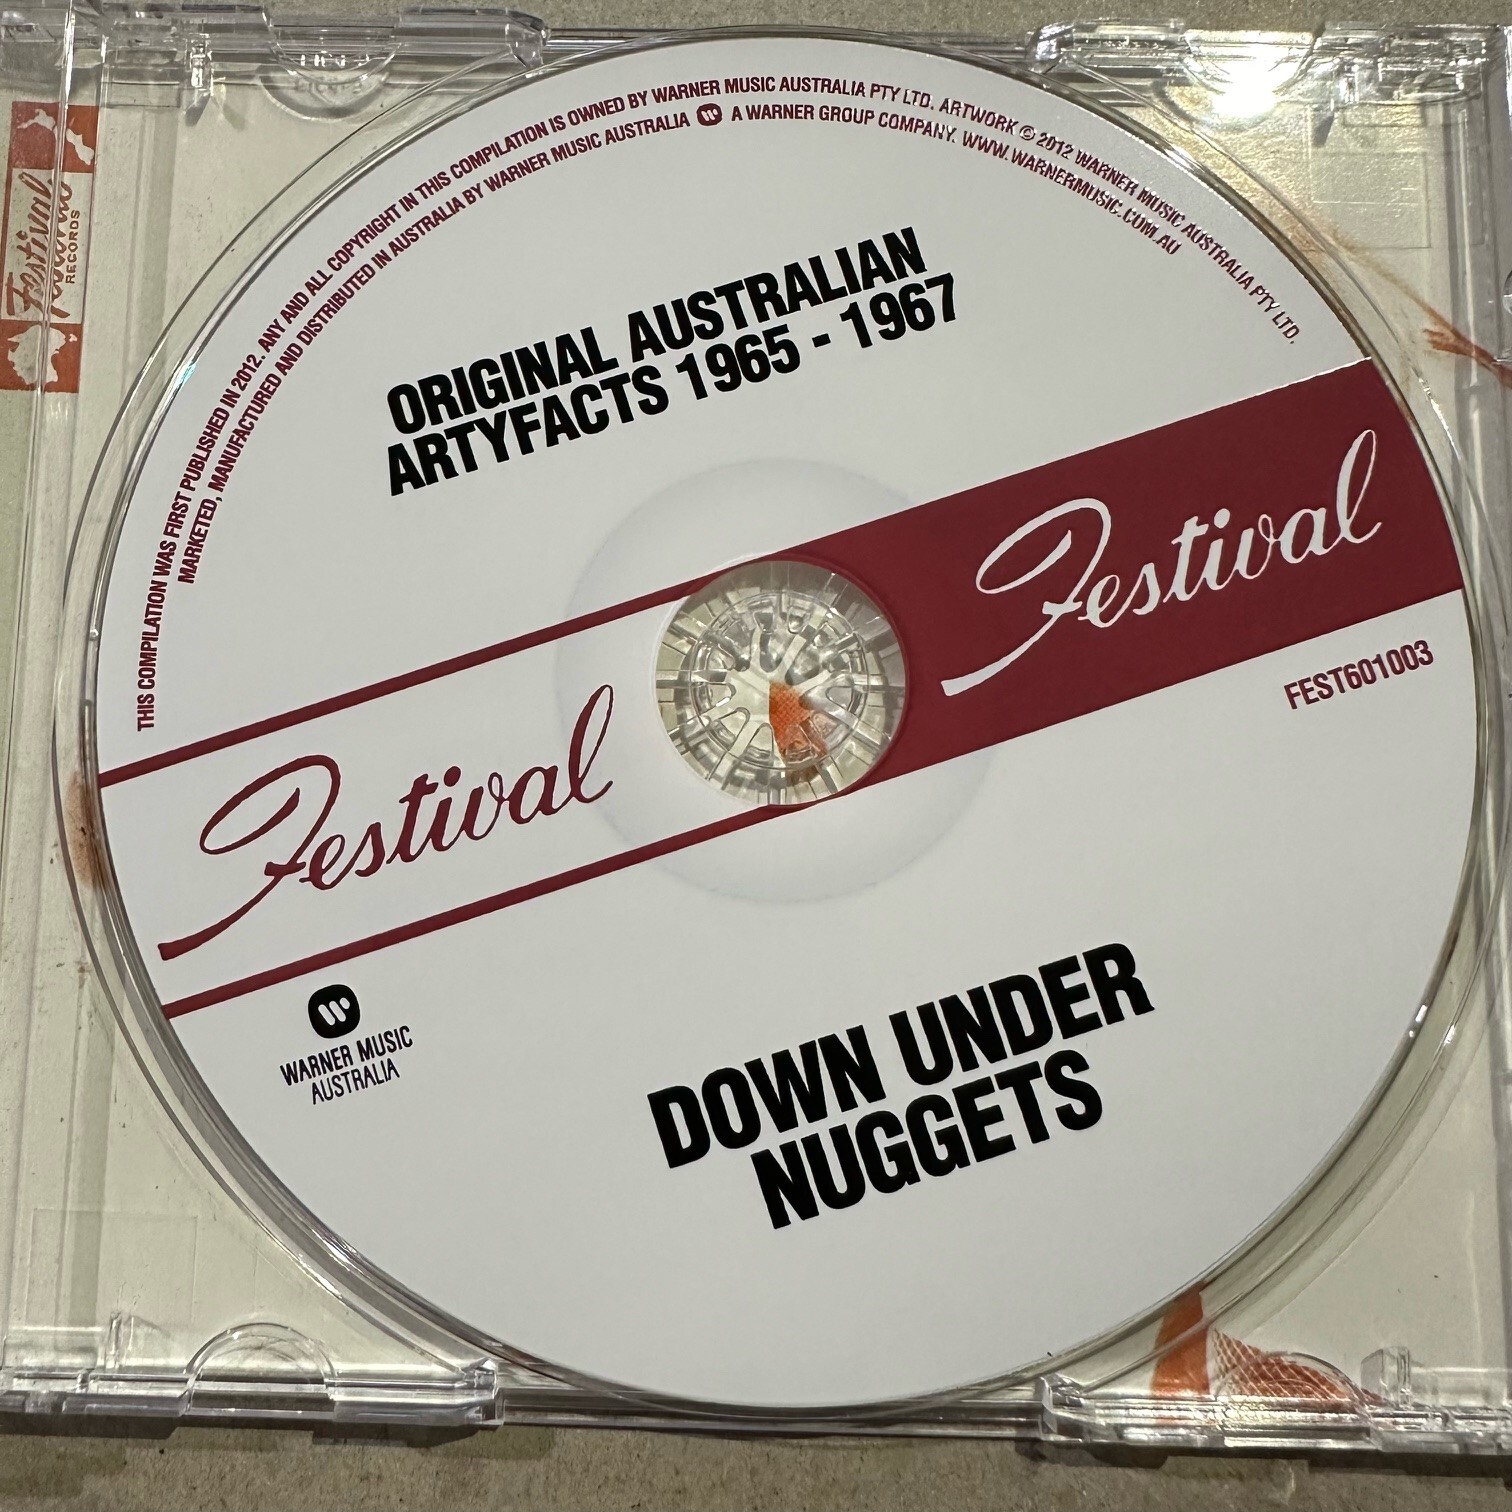 THIS COMPILATION WAS FIRST PUBLISHED IN 2012. ANY AND ALL COPYRIGHT IN THIS COMPILATION IS OWNED BY WARNER MUSIC AUSTRALIA PTY LTD. ARTWORK © 2012 WARNER MUSIC AUSTRALIA PTY LTD.
MARKETED, MANUFACTURED AND DISTRIBUTED IN AUSTRALIA BY WARNER MUSIC AUSTRALIA A WARNER GROUP COMPANY. WWW.WARNERMUSIC.COM.AU
Festival
RECORDS
ORIGINAL AUSTRALIAN
ARTYFACTS 1965 - 1967
Festival
Festival
FEST601003
WARNER MUSIC
AUSTRALIA
DOWN UNDER
NUGGETS